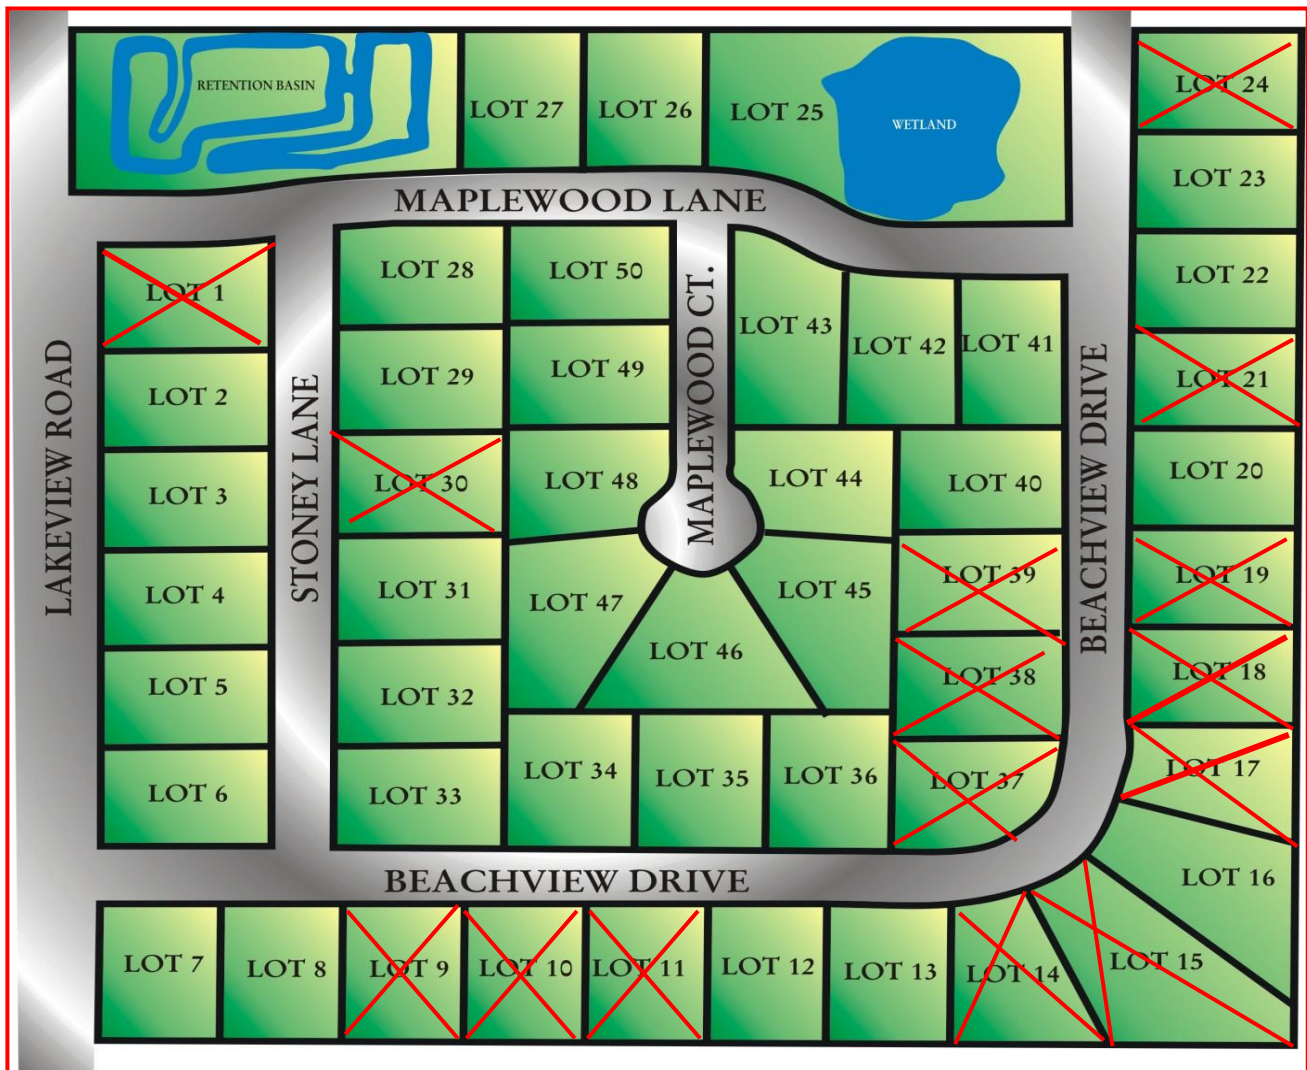 RETENTION BASIN
LOT 27
LOT 26
LOT 25
WETLAND
LOT 24
LOT 23
LOT 22
LOT 21
LOT 20
LOT 19
LOT 18
LOT 17
LOT 16
MAPLEWOOD LANE
LOT 1
LOT 2
LOT 3
LOT 4
LOT 5
LOT 6
LAKEVIEW ROAD
STONEY LANE
LOT 28
LOT 29
LOT 30
LOT 31
LOT 32
LOT 33
LOT 50
LOT 49
LOT 48
LOT 47
LOT 46
LOT 45
LOT 44
MAPLEWOOD CT.
LOT 43
LOT 42
LOT 41
LOT 40
LOT 39
LOT 38
LOT 37
LOT 34
LOT 35
LOT 36
BEACHVIEW DRIVE
BEACHVIEW DRIVE
LOT 7
LOT 8
LOT 9
LOT 10
LOT 11
LOT 12
LOT 13
LOT 14
LOT 15